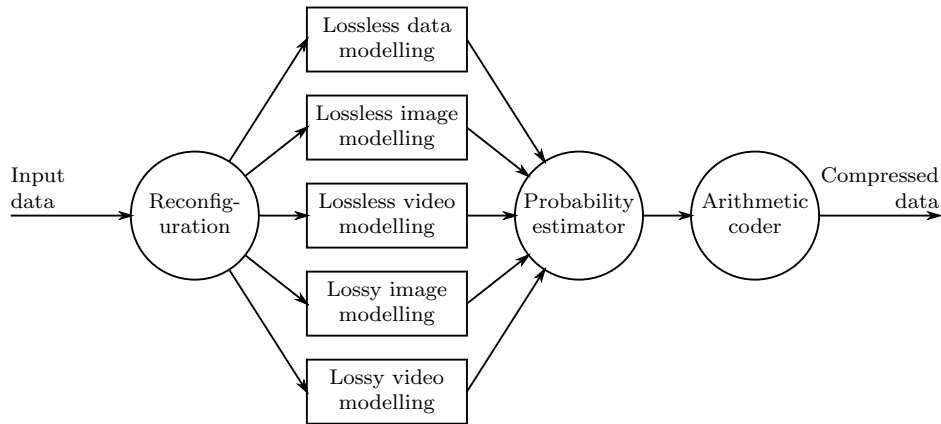 Lossless data
modelling
Lossless image
modelling
Input
data
Reconfig-
uration
Lossless video
modelling
Probability
estimator
Arithmetic
coder
Compressed
data
Lossy image
modelling
Lossy video
modelling